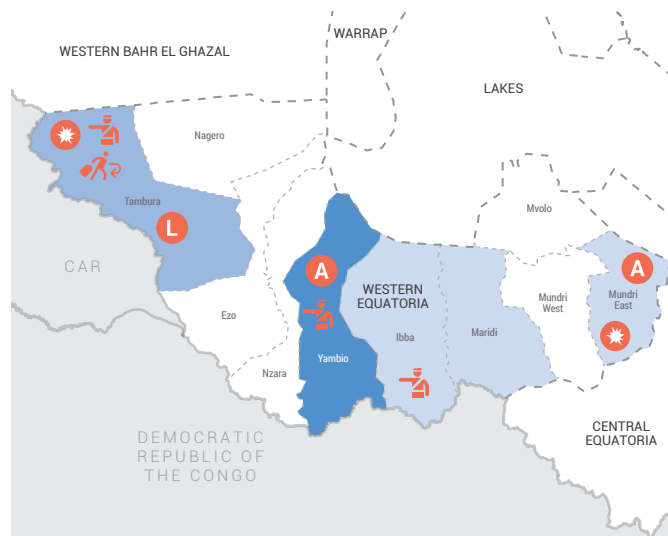 WARRAP
WESTERN BAHR EL GHAZAL
LAKES
Nagero
Tambura
Mvolo
L
CAR
A
A
WESTERN
EQUATORIA
Mundri
East
Mundri
West
Ezo
Ibba
Maridi
Yambio
Nzara
CENTRAL
EQUATORIA
DEMOCRATIC
REPUBLIC OF
THE CONGO